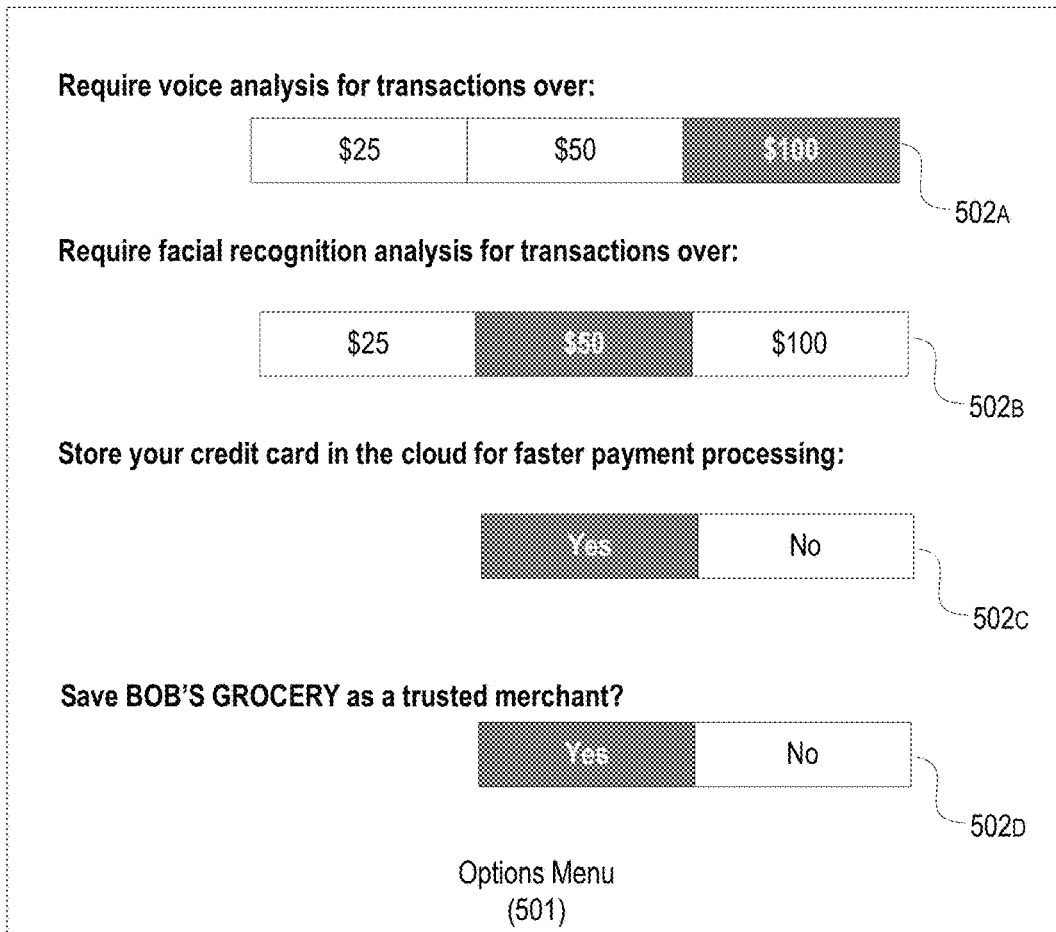 Require voice analysis for transactions over:
$25 $50 $100
502A
Require facial recognition analysis for transactions over:
$25 $50 $100
502B
Store your credit card in the cloud for faster payment processing:
Yes No
502C
Save BOB'S GROCERY as a trusted merchant?
Yes No
502D
Options Menu
(501)